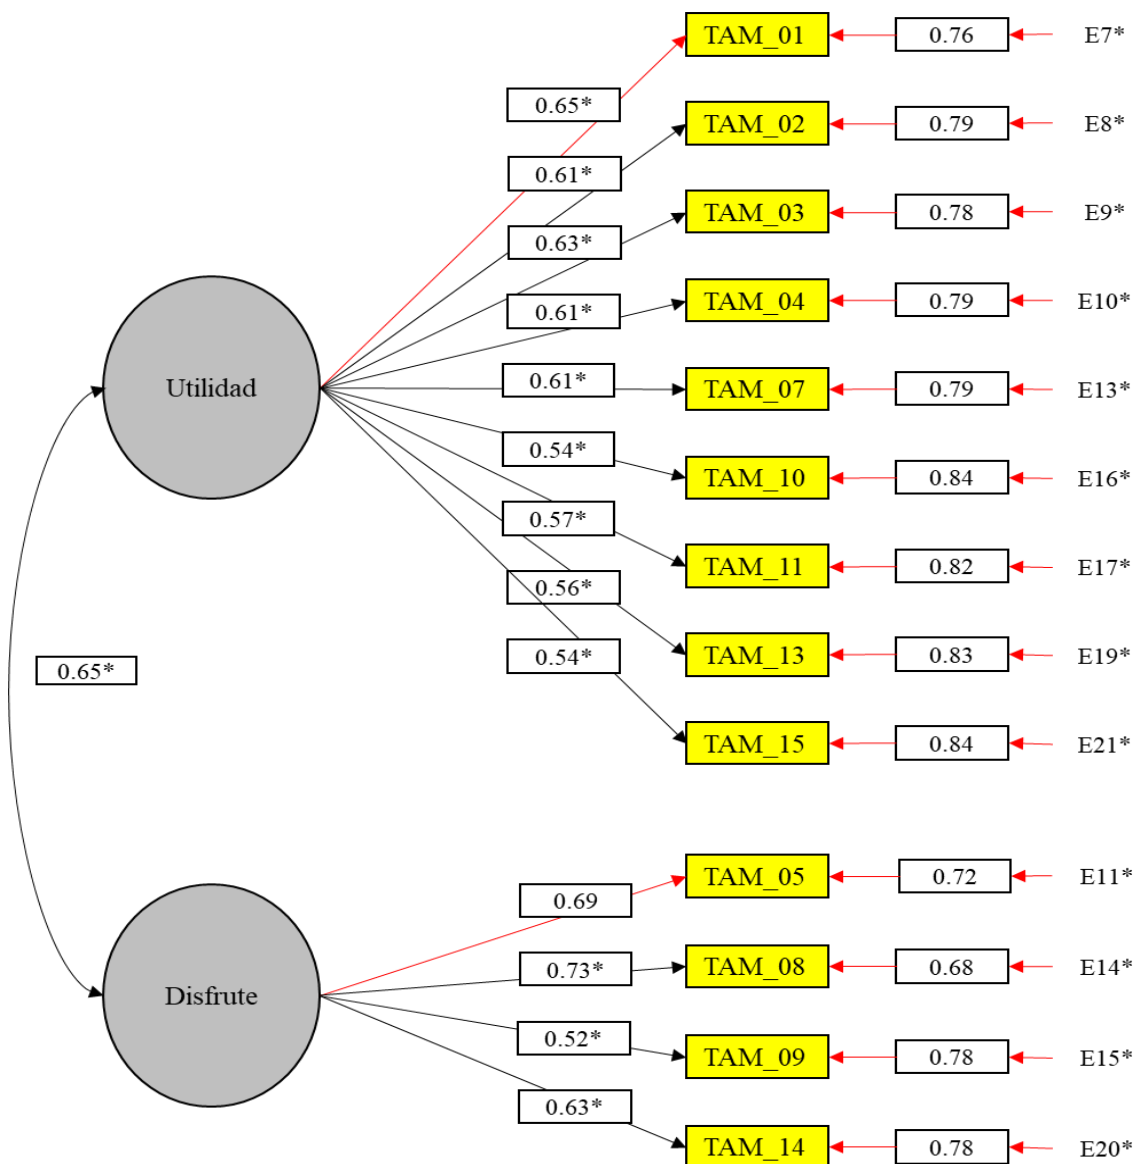 TAM_01 0.76 E7*
0.65*
TAM_02 0.79 E8*
0.61*
TAM_03 0.78 E9*
0.63*
TAM_04 0.79 E10*
0.61*
Utilidad 0.61* TAM_07 0.79 E13*
0.54*
TAM_10 0.84 E16*
0.57*
TAM_11 0.82 E17*
0.56*
TAM_13 0.83 E19*
0.54*
0.65*
TAM_15 0.84 E21*
TAM_05 0.72 E11*
0.69
TAM_08 0.68 E14*
0.73*
Disfrute
0.52*
TAM_09 0.78 E15*
0.63*
TAM_14 0.78 E20*